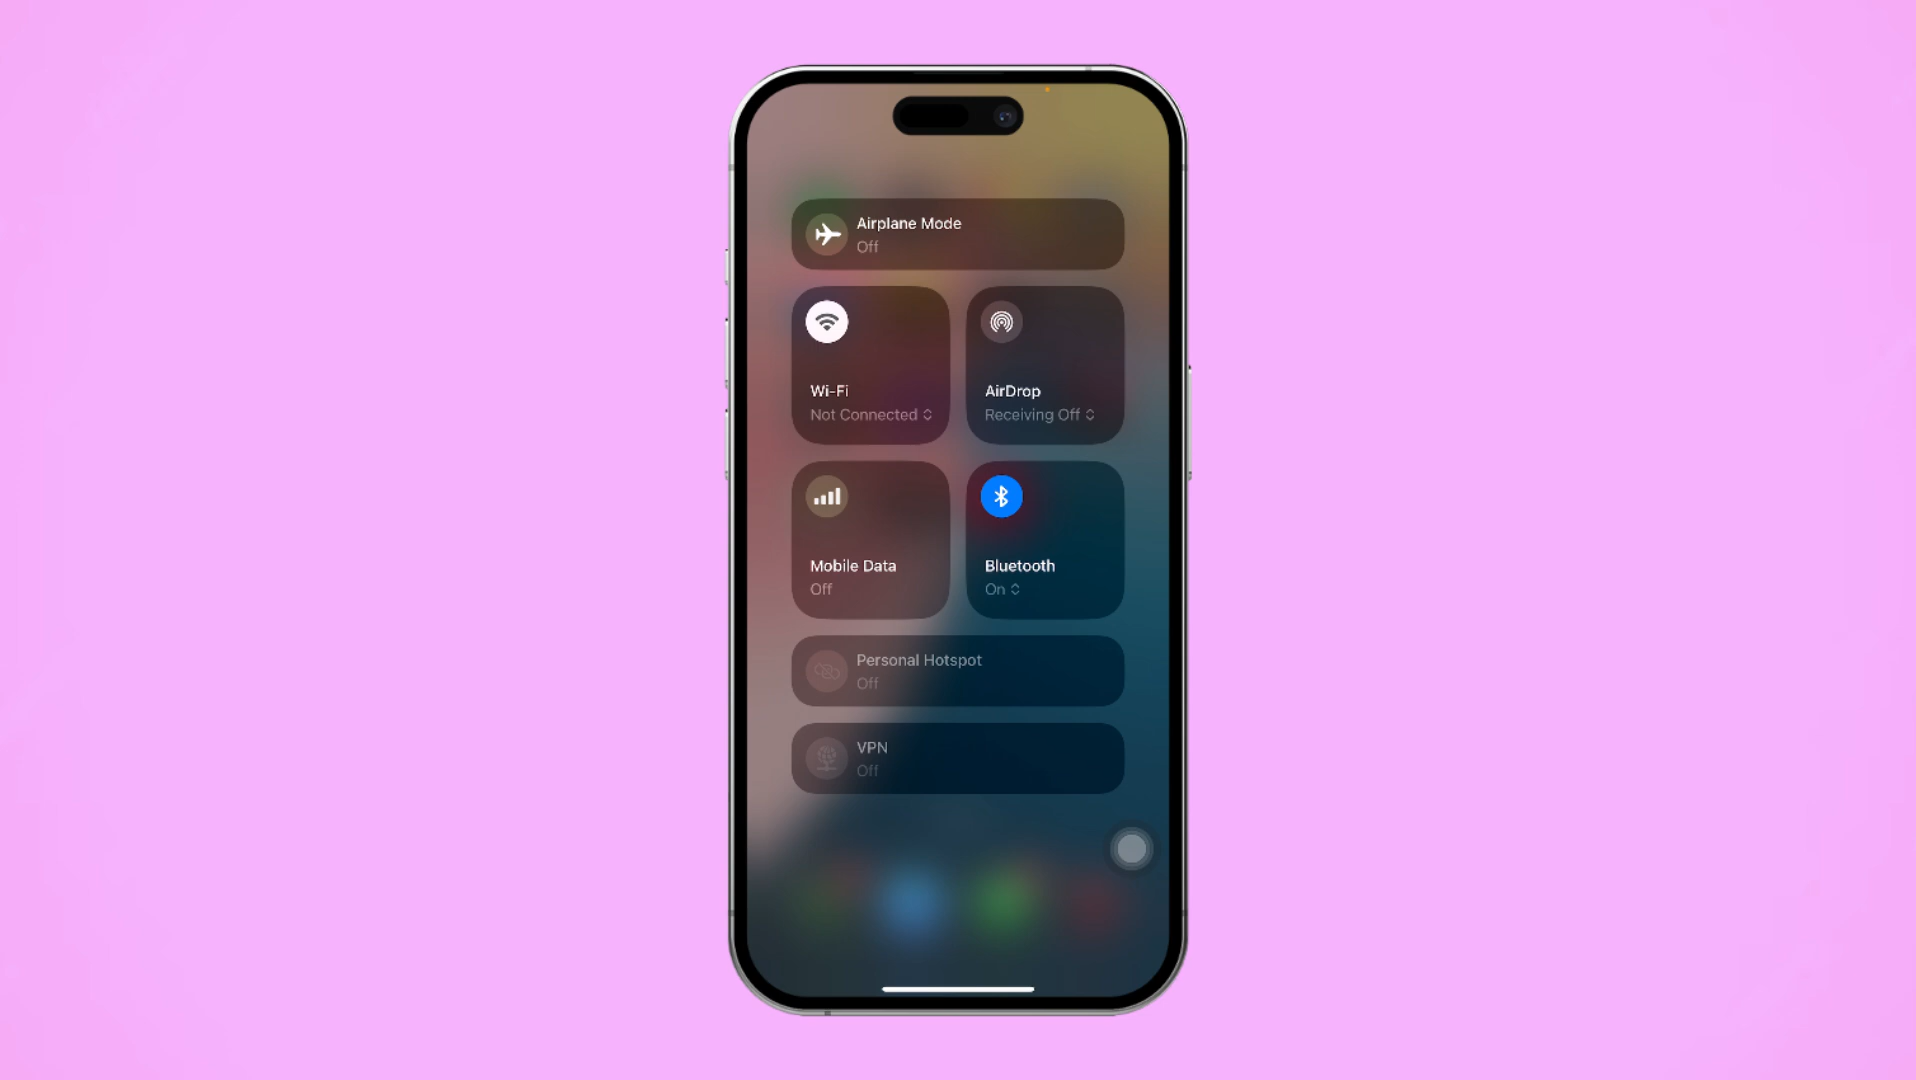 Airplane Mode
Off
Wi-Fi
Not Connected
AirDrop
Receiving Off
Mobile Data
Off
Bluetooth
On
Personal Hotspot
Off
VPN
Off